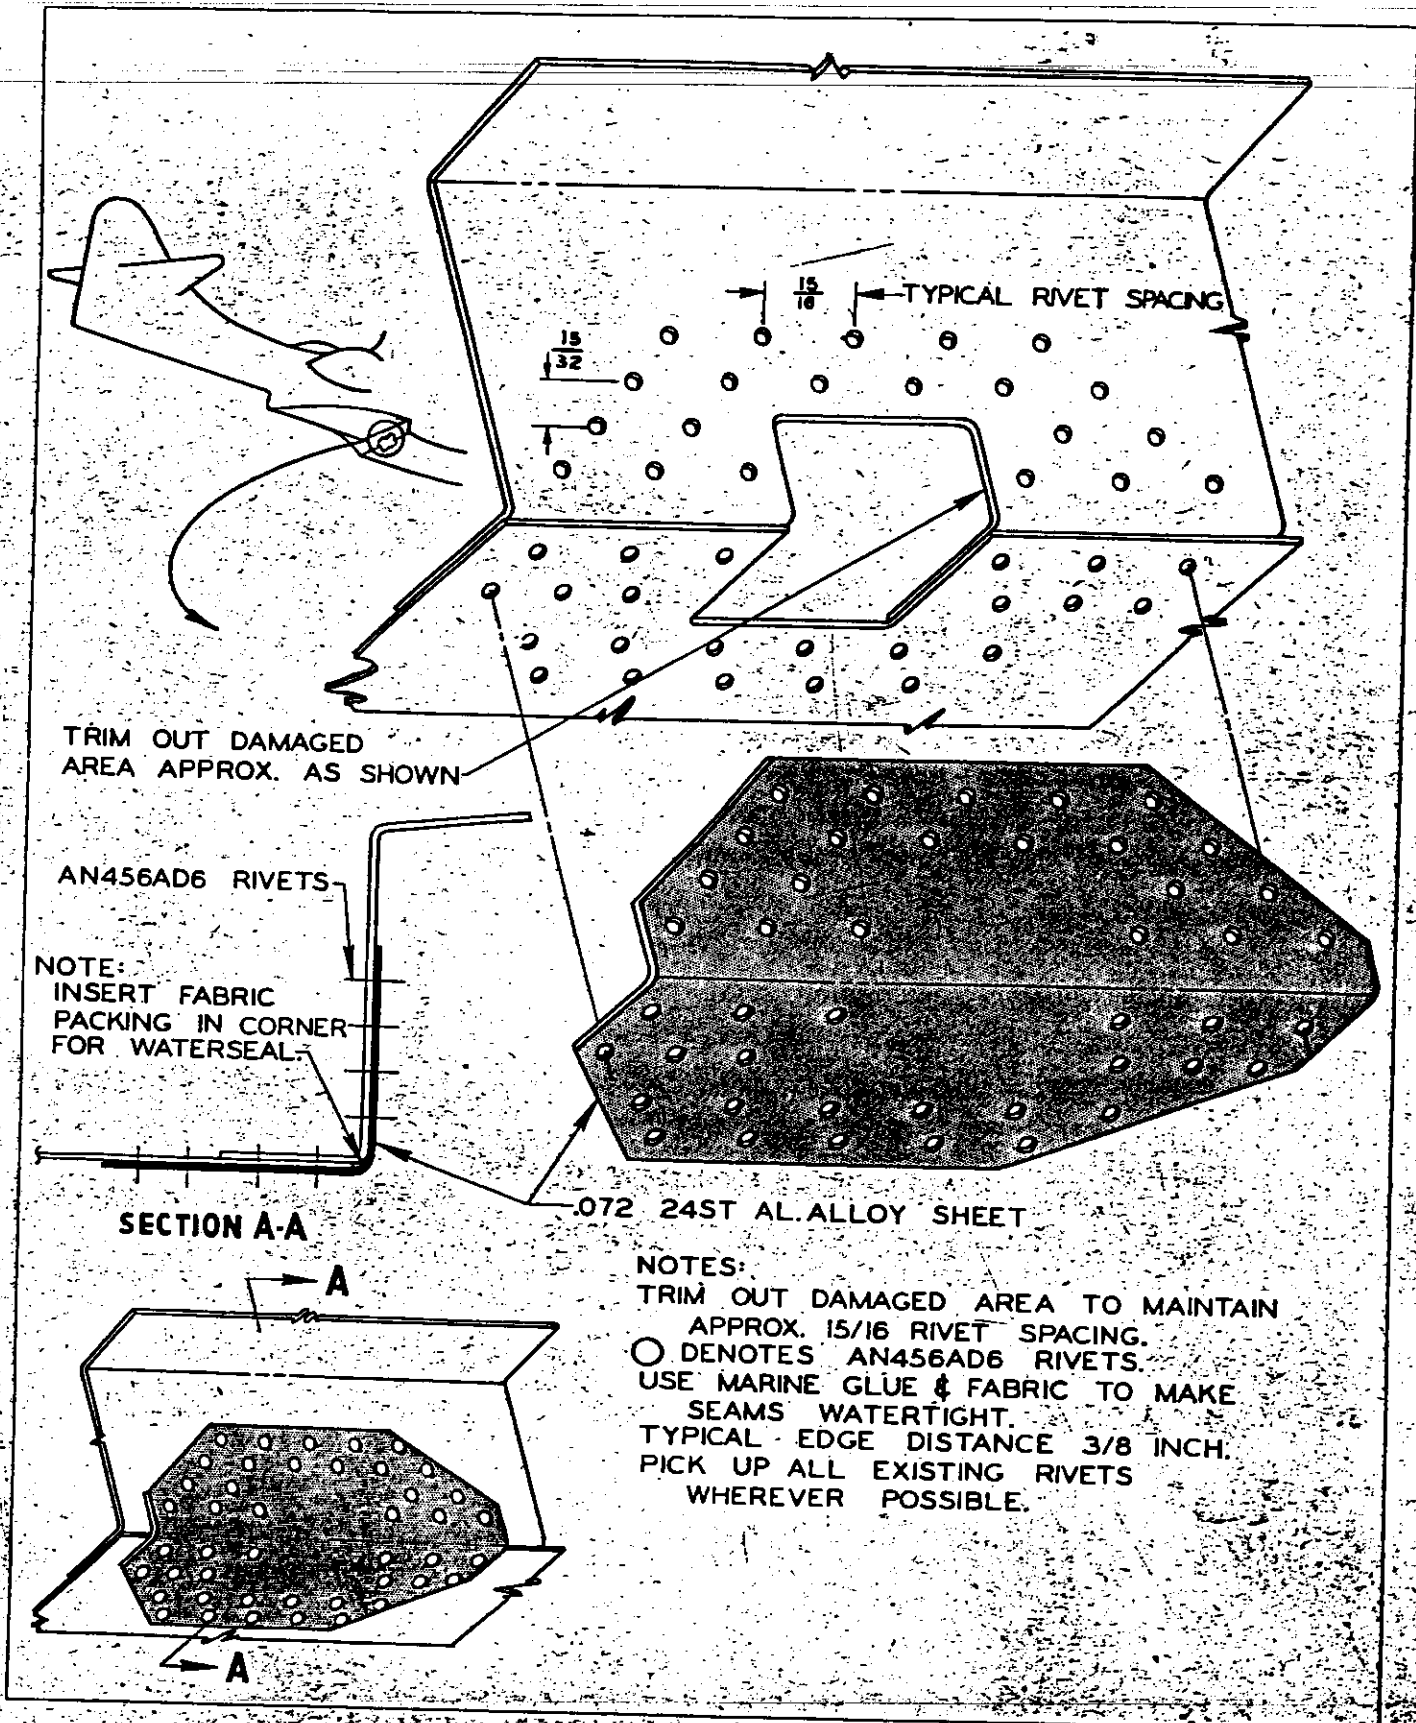 15
16
TYPICAL RIVET SPACING
15
32
TRIM OUT DAMAGED
AREA APPROX. AS SHOWN
AN456AD6 RIVETS
NOTE:
INSERT FABRIC
PACKING IN CORNER
FOR WATERSEAL
.072 24ST AL. ALLOY SHEET
SECTION A-A
A
A
NOTES:
TRIM OUT DAMAGED AREA TO MAINTAIN
APPROX. 15/16 RIVET SPACING.
O DENOTES AN456AD6 RIVETS.
USE MARINE GLUE & FABRIC TO MAKE
SEAMS WATERTIGHT.
TYPICAL EDGE DISTANCE 3/8 INCH.
PICK UP ALL EXISTING RIVETS
WHEREVER POSSIBLE.